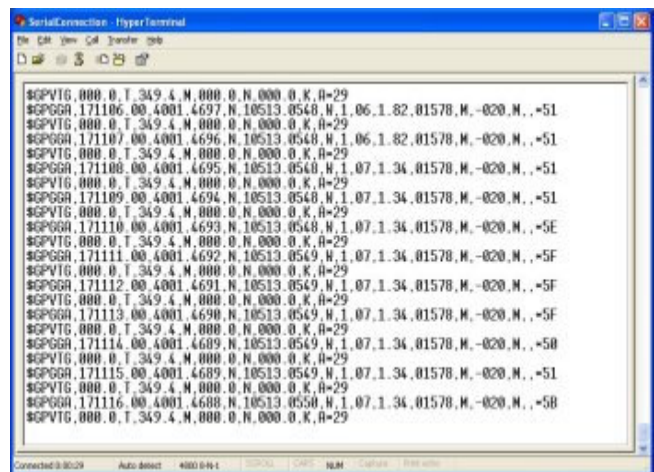 SerialConnection - HyperTerminal
File Edit View Call Transfer Help
$GPVTG,000.0,T,349.4,M,000.0,N,000.0,K,A*29
$GPGGA,171106.00,4001.4697,N,10513.0548,W,1,06,1.82,01578,M,-020,M,,*51
$GPVTG,000.0,T,349.4,M,000.0,N,000.0,K,A*29
$GPGGA,171107.00,4001.4696,N,10513.0548,W,1,06,1.82,01578,M,-020,M,,*51
$GPVTG,000.0,T,349.4,M,000.0,N,000.0,K,A*29
$GPGGA,171108.00,4001.4695,N,10513.0548,W,1,07,1.34,01578,M,-020,M,,*51
$GPVTG,000.0,T,349.4,M,000.0,N,000.0,K,A*29
$GPGGA,171109.00,4001.4694,N,10513.0548,W,1,07,1.34,01578,M,-020,M,,*51
$GPVTG,000.0,T,349.4,M,000.0,N,000.0,K,A*29
$GPGGA,171110.00,4001.4693,N,10513.0548,W,1,07,1.34,01578,M,-020,M,,*5E
$GPVTG,000.0,T,349.4,M,000.0,N,000.0,K,A*29
$GPGGA,171111.00,4001.4692,N,10513.0549,W,1,07,1.34,01578,M,-020,M,,*5F
$GPVTG,000.0,T,349.4,M,000.0,N,000.0,K,A*29
$GPGGA,171112.00,4001.4691,N,10513.0549,W,1,07,1.34,01578,M,-020,M,,*5F
$GPVTG,000.0,T,349.4,M,000.0,N,000.0,K,A*29
$GPGGA,171113.00,4001.4690,N,10513.0549,W,1,07,1.34,01578,M,-020,M,,*5F
$GPVTG,000.0,T,349.4,M,000.0,N,000.0,K,A*29
$GPGGA,171114.00,4001.4689,N,10513.0549,W,1,07,1.34,01578,M,-020,M,,*50
$GPVTG,000.0,T,349.4,M,000.0,N,000.0,K,A*29
$GPGGA,171115.00,4001.4689,N,10513.0549,W,1,07,1.34,01578,M,-020,M,,*51
$GPVTG,000.0,T,349.4,M,000.0,N,000.0,K,A*29
$GPGGA,171116.00,4001.4688,N,10513.0550,W,1,07,1.34,01578,M,-020,M,,*5B
$GPVTG,000.0,T,349.4,M,000.0,N,000.0,K,A*29
Connected 0:00:29 Auto detect 4800 8-N-1 SCROLL CAPS NUM Capture Print echo